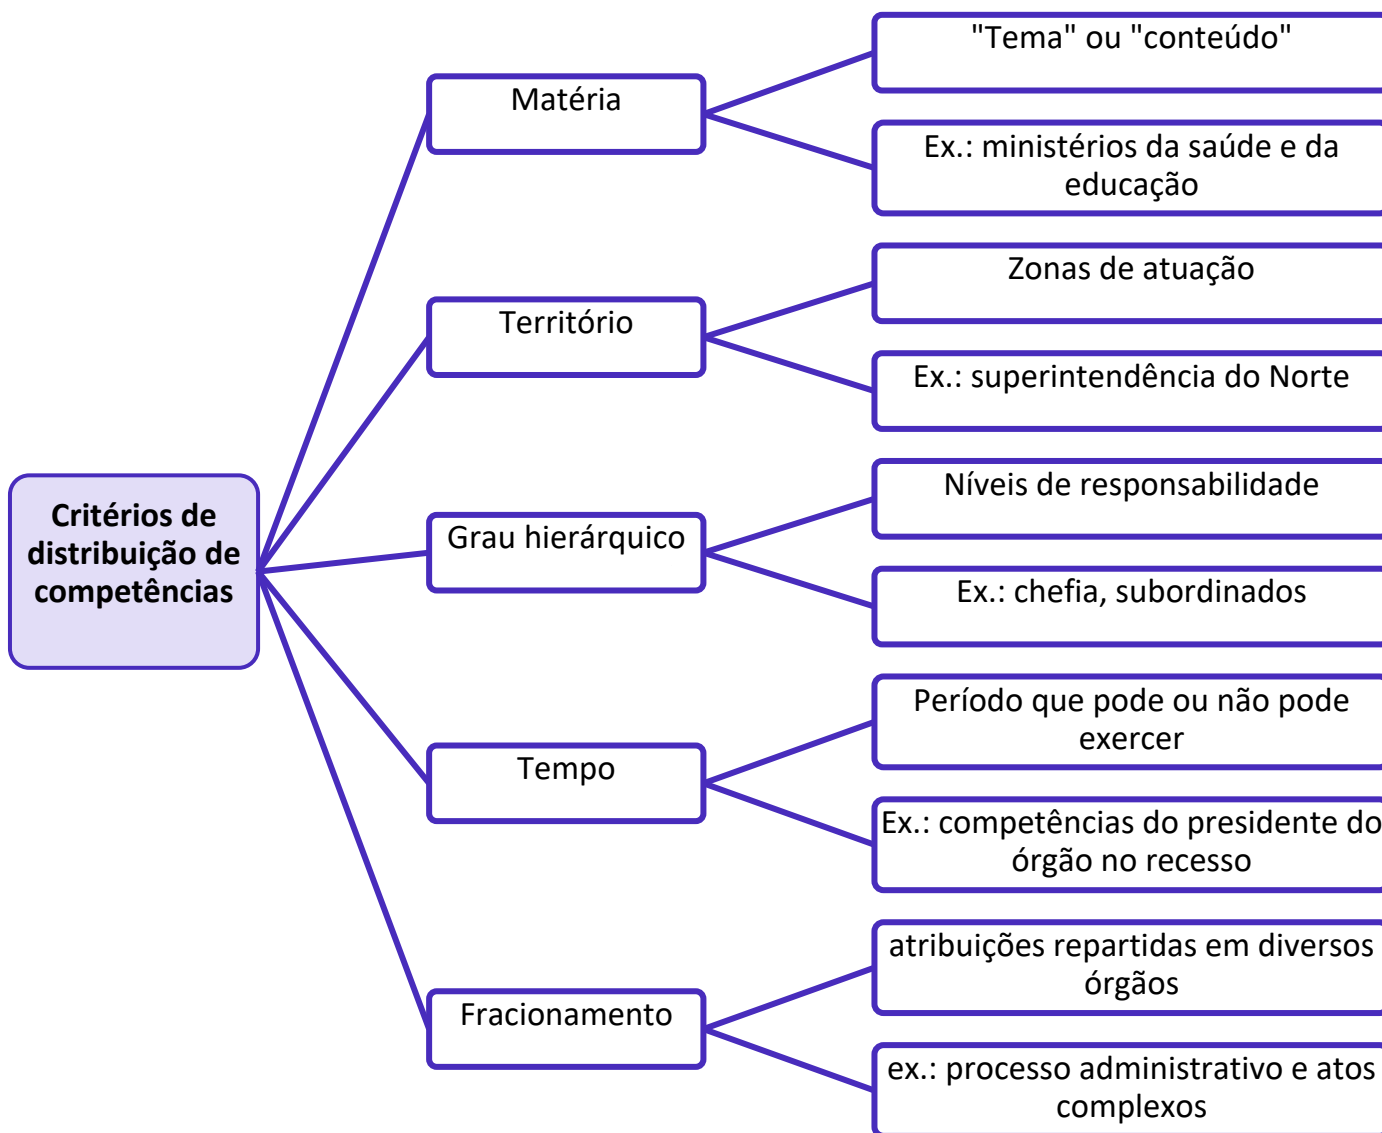 Critérios de
distribuição de
competências
Matéria
"Tema" ou "conteúdo"
Ex.: ministérios da saúde e da
educação
Território
Zonas de atuação
Ex.: superintendência do Norte
Grau hierárquico
Níveis de responsabilidade
Ex.: chefia, subordinados
Tempo
Período que pode ou não pode
exercer
Ex.: competências do presidente do
órgão no recesso
Fracionamento
atribuições repartidas em diversos
órgãos
ex.: processo administrativo e atos
complexos